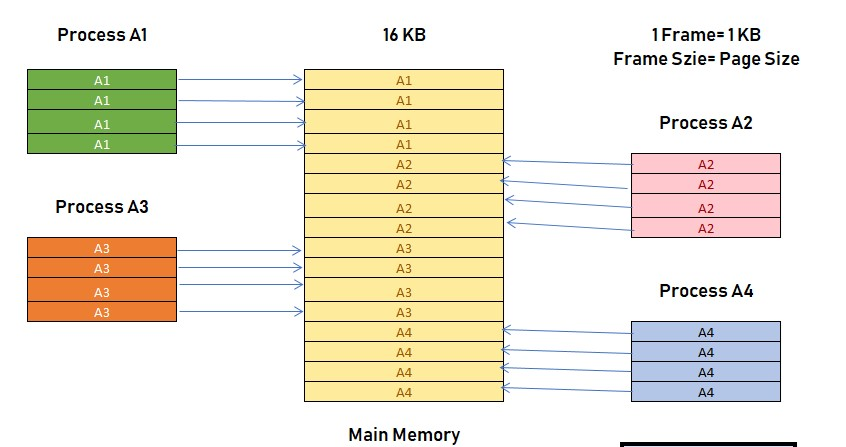 Process A1
16 KB
1 Frame= 1 KB
Frame Szie= Page Size
A1
A1
A1
A1
A1
A1
A1
A1
A2
A2
A2
A2
A3
A3
A3
A3
A4
A4
A4
A4
Process A2
A2
A2
A2
A2
Process A3
A3
A3
A3
A3
Process A4
A4
A4
A4
A4
Main Memory